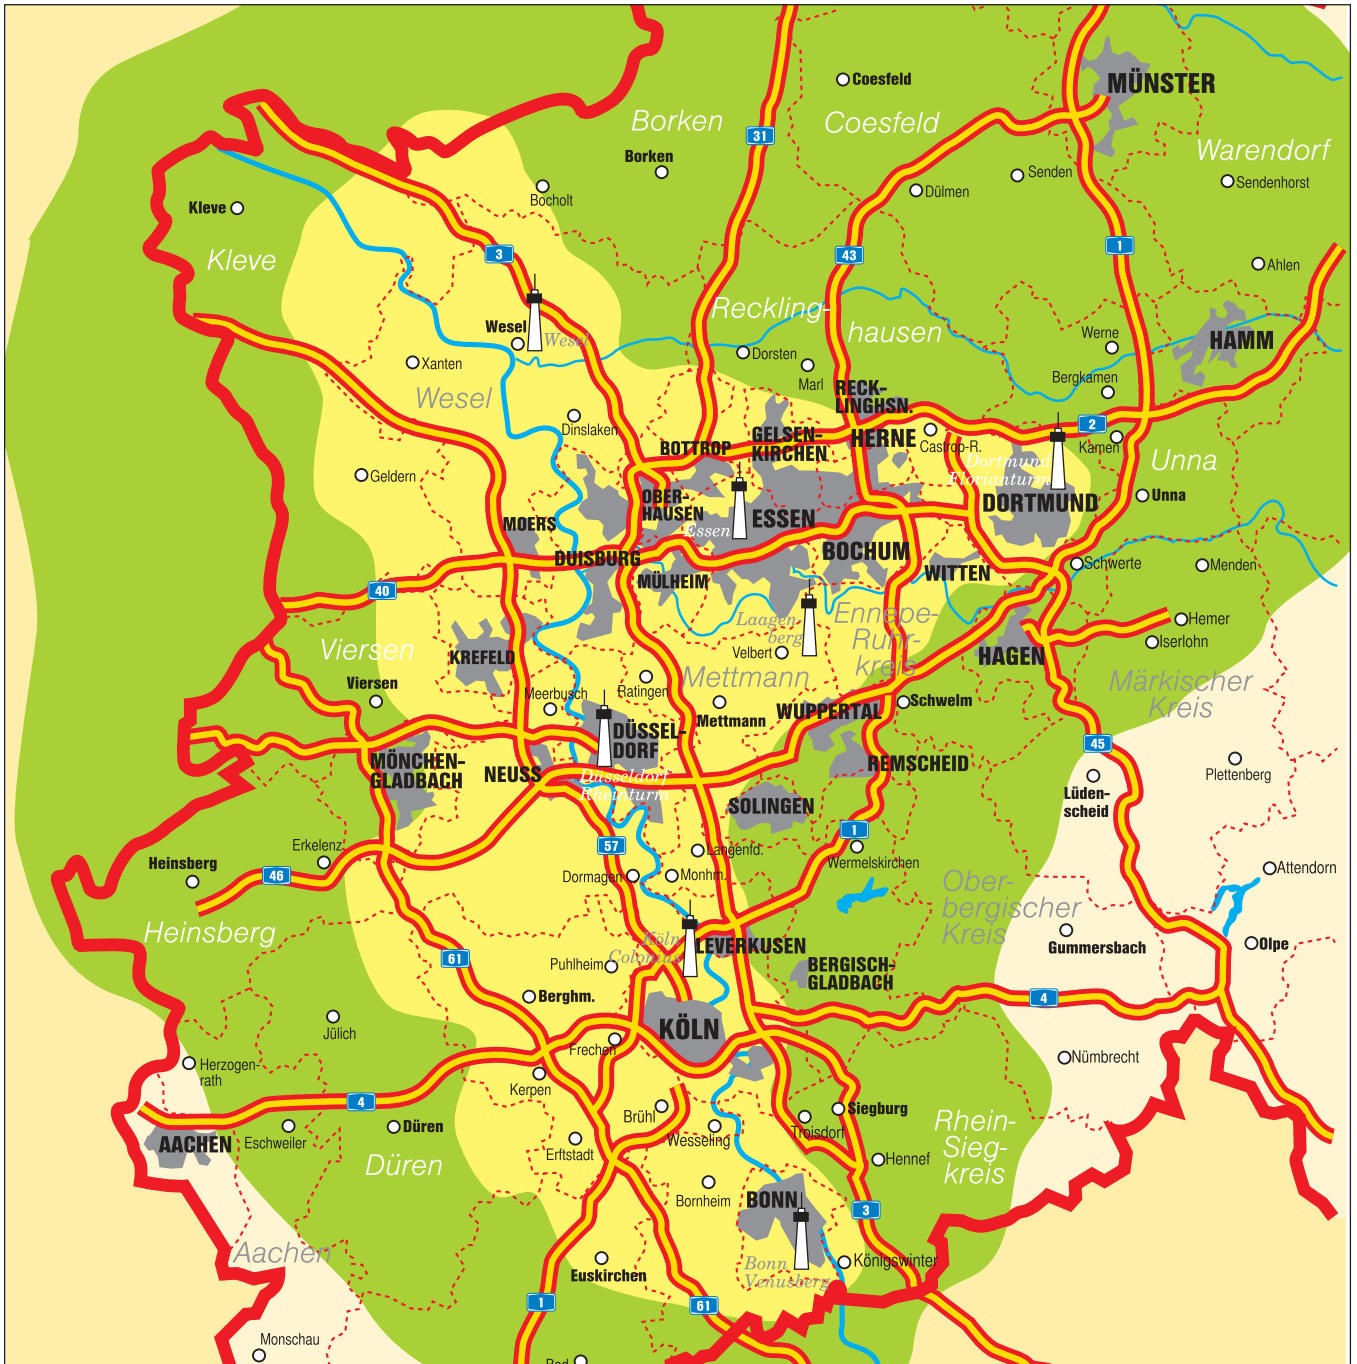 Coesfeld
MÜNSTER
Borken
Coesfeld
31
Warendorf
Borken
Senden
Sendenhorst
Bocholt
Dülmen
Kleve
Kleve
3
43
1
Ahlen
Reckling-
hausen
Wesel
Wesel
Werne
HAMM
Xanten
Dorsten
Marl
Bergkamen
Wesel
RECK-
LINGHSN.
Dinslaken
2
BOTTROP
GELSEN-
KIRCHEN
HERNE
Castrop-R.
Kamen
Unna
Geldern
Dortmund
Florianturm
OBER-
HAUSEN
Unna
DORTMUND
MOERS
ESSEN
Essen
DUISBURG
BOCHUM
Schwerte
Menden
MÜLHEIM
WITTEN
40
Laagen
berg
Ennepe-
Ruhr-
kreis
Hemer
Iserlohn
Viersen
KREFELD
Velbert
HAGEN
Mettmann
Märkischer
Kreis
Viersen
Meerbusch
Ratingen
Mettmann
WUPPERTAL
Schwelm
DÜSSEL-
DORF
45
MÖNCHEN-
GLADBACH
NEUSS
REMSCHEID
Plettenberg
Düsseldorf
Rheinturm
SOLINGEN
Lüden-
scheid
Erkelenz
57
1
Heinsberg
Langenfd.
Wermelskirchen
46
Dormagen
Monhm.
Attendorn
Ober-
bergischer
Kreis
Heinsberg
Köln
Colonius
LEVERKUSEN
Gummersbach
Olpe
61
Puhlheim
BERGISCH-
GLADBACH
Berghm.
4
Jülich
KÖLN
Frechen
Nümbrecht
Herzogen-
rath
Kerpen
4
Brühl
Siegburg
AACHEN
Eschweiler
Düren
Wesseling
Troisdorf
Rhein-
Sieg-
kreis
Düren
Erftstadt
Hennef
Bornheim
BONN
3
Aachen
Bonn
Venusberg
Königswinter
Euskirchen
1
61
Monschau
Bad